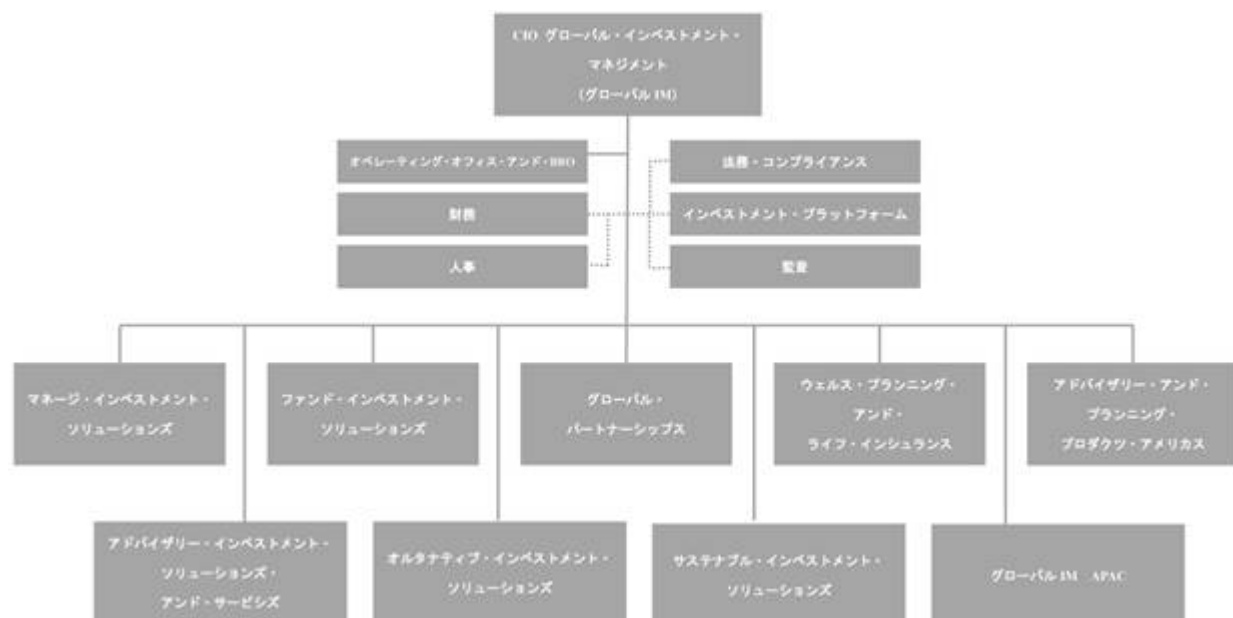 CIO グローバル・インベストメント・
マネジメント
(グローバル IM)
オペレーティング・オフィス・アンド・BRO
法務・コンプライアンス
財務
インベストメント・プラットフォーム
人事
監査
マネージ・インベストメント・
ソリューションズ
ファンド・インベストメント・
ソリューションズ
グローバル・
パートナーシップス
ウェルス・プランニング・
アンド・
ライフ・インシュランス
アドバイザリー・アンド・
プランニング・
プロダクツ・アメリカス
アドバイザリー・インベストメント・
ソリューションズ・
アンド・サービシズ
オルタナティブ・インベストメント・
ソリューションズ
サステナブル・インベストメント・
ソリューションズ
グローバル IM APAC